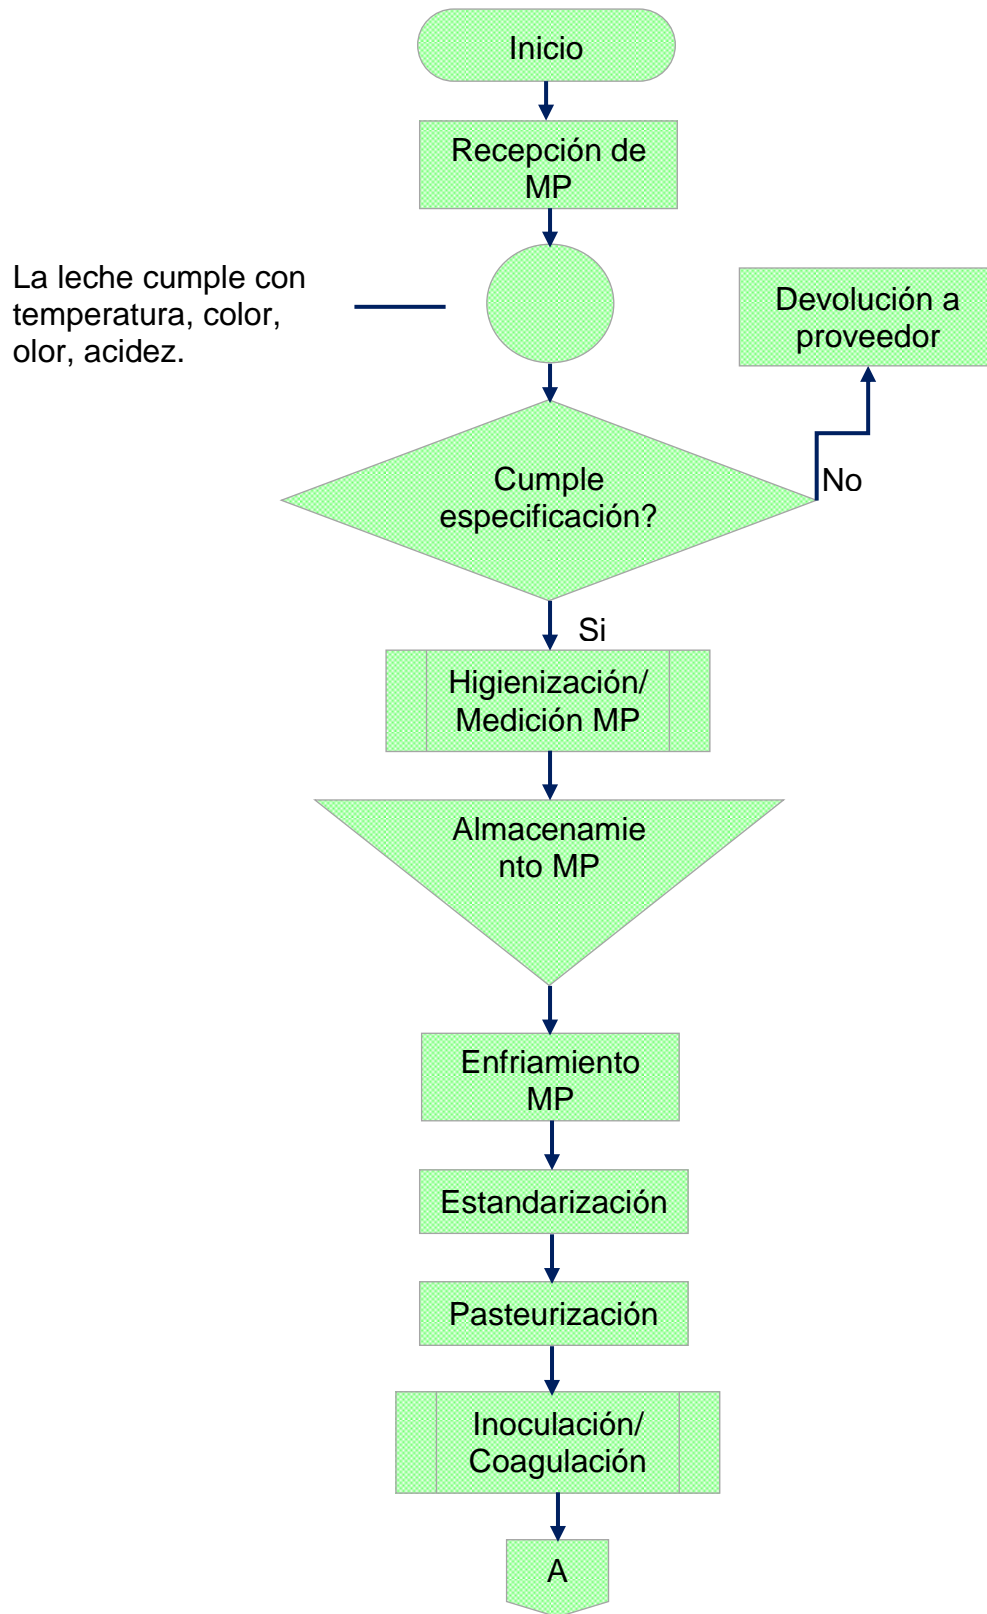 Inicio
Recepción de
MP
La leche cumple con
temperatura, color,
olor, acidez.
Devolución a
proveedor
Cumple
especificación?
No
Si
Higienización/
Medición MP
Almacenamie
nto MP
Enfriamiento
MP
Estandarización
Pasteurización
Inoculación/
Coagulación
A